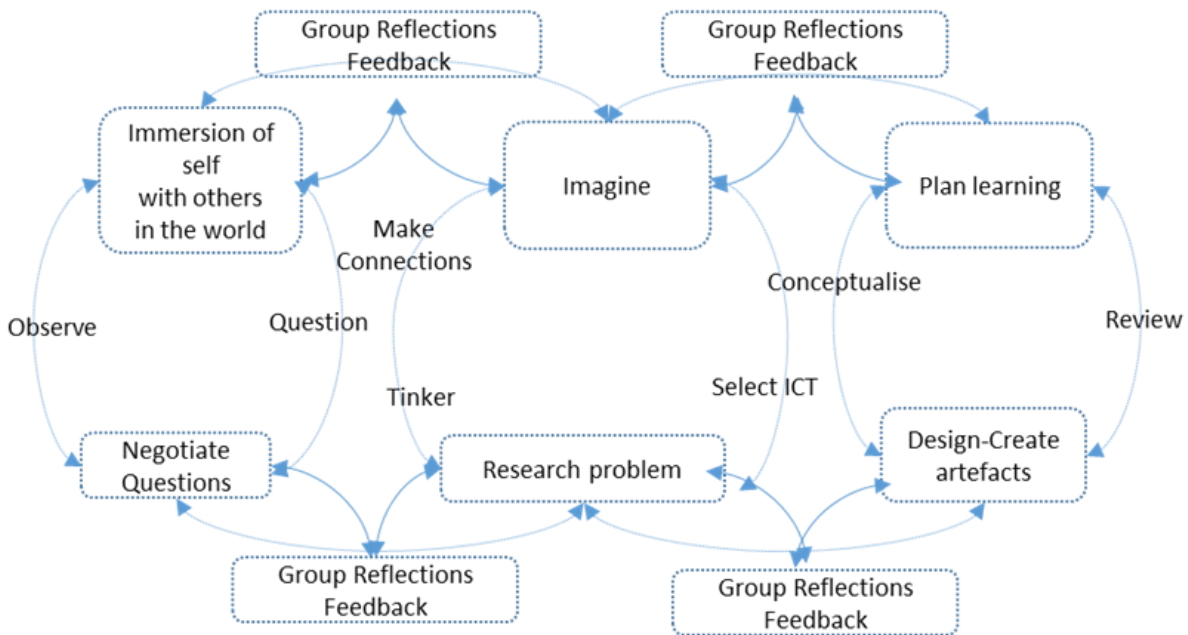 Group Reflections
Feedback
Group Reflections
Feedback
Immersion of
self
with others
in the world
Imagine
Plan learning
Make
Connections
Conceptualise
Observe
Question
Review
Tinker
Select ICT
Negotiate
Questions
Research problem
Design-Create
artefacts
Group Reflections
Feedback
Group Reflections
Feedback